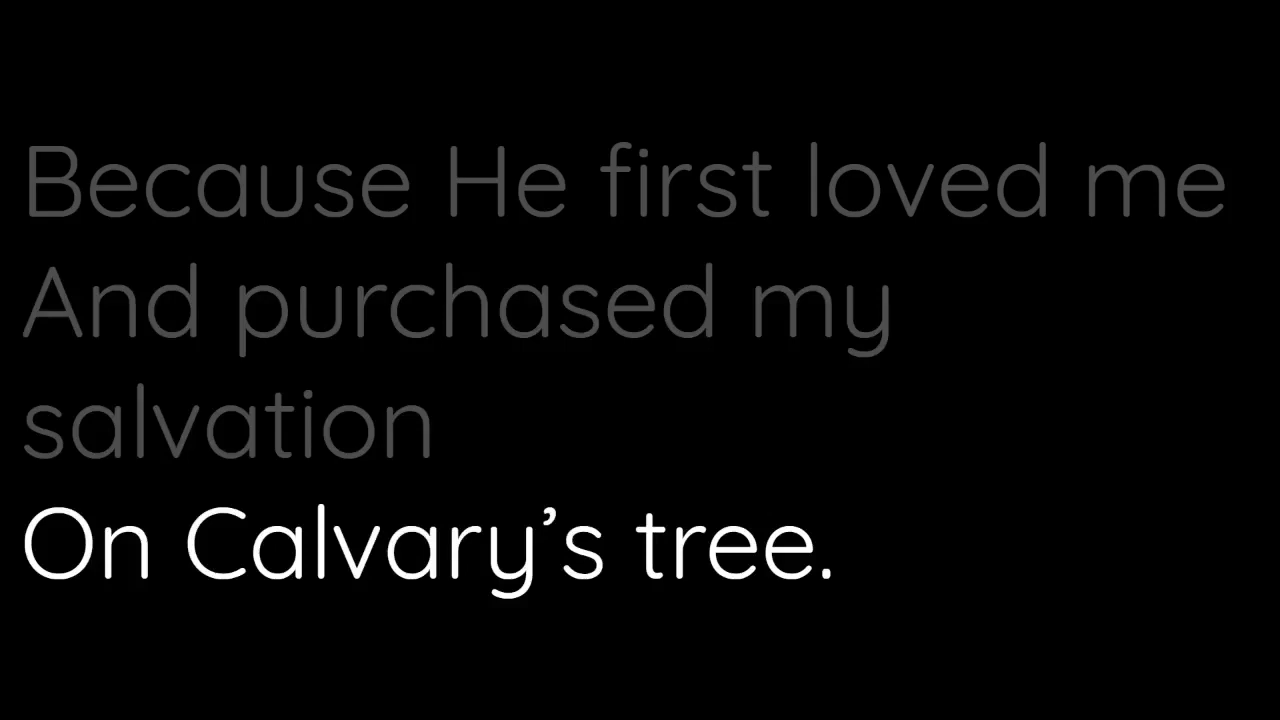 Because He first loved me
And purchased my
salvation
On Calvary’s tree.